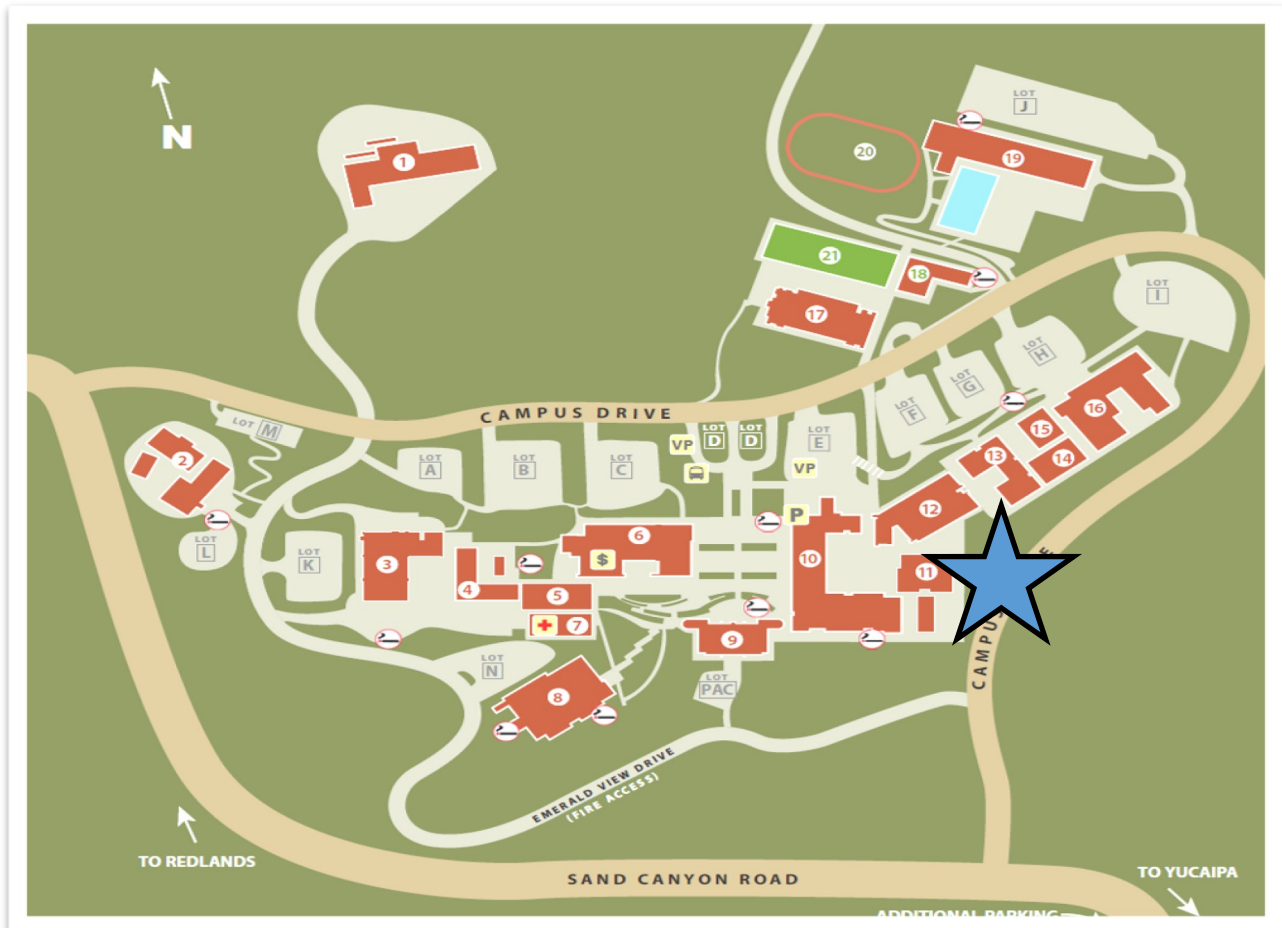 N
1
LOT
J
19
20
21
18
17
LOT
I
LOT
H
LOT
G
LOT
F
16
15
14
13
12
CAMPUS DRIVE
LOT M
2
LOT
L
LOT
A
LOT
B
LOT
C
VP
LOT
D
LOT
D
LOT
E
VP
P
LOT
K
3
4
5
6
$
7
8
9
10
11
LOT
N
LOT
PAC
CAMPUS
EMERALD VIEW DRIVE
(FIRE ACCESS)
TO REDLANDS
SAND CANYON ROAD
TO YUCAIPA
ADDITIONAL PARKING